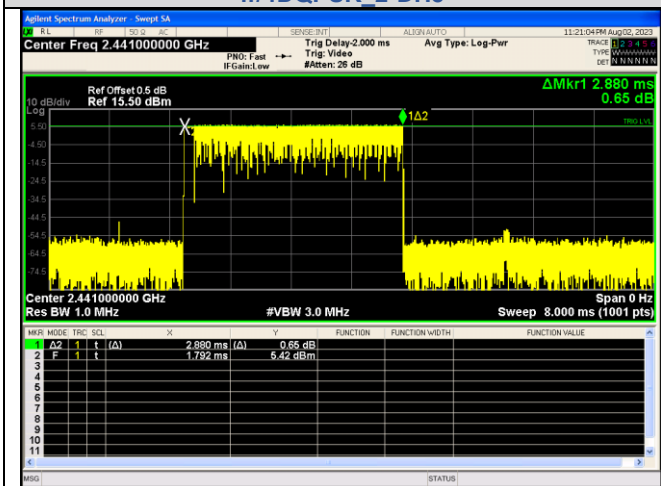 Agilent Spectrum Analyzer - Swept SA
RL RF 50 Ω AC SENSE:INT ALIGNAUTO 11:21:04 PM Aug 02, 2023
Center Freq 2.441000000 GHz
PNO: Fast
IFGain:Low
Trig Delay-2.000 ms
Trig: Video
#Atten: 26 dB
Avg Type: Log-Pwr
TRACE 1 2 3 4 5 6
TYPE
DET N N N N N N
Ref Offset 0.5 dB
10 dB/div Ref 15.50 dBm
ΔMkr1 2.880 ms
0.65 dB
Log
1Δ2
TRIG LVL
5.50
-4.50
-14.5
-24.5
-34.5
-44.5
-54.5
-64.5
-74.5
Center 2.441000000 GHz Span 0 Hz
Res BW 1.0 MHz #VBW 3.0 MHz Sweep 8.000 ms (1001 pts)
MKR MODE TRC SCL X Y FUNCTION FUNCTION WIDTH FUNCTION VALUE
1 Δ2 1 t (Δ) 2.880 ms (Δ) 0.65 dB
2 F 1 t 1.792 ms 5.42 dBm
3
4
5
6
7
8
9
10
11
MSG STATUS